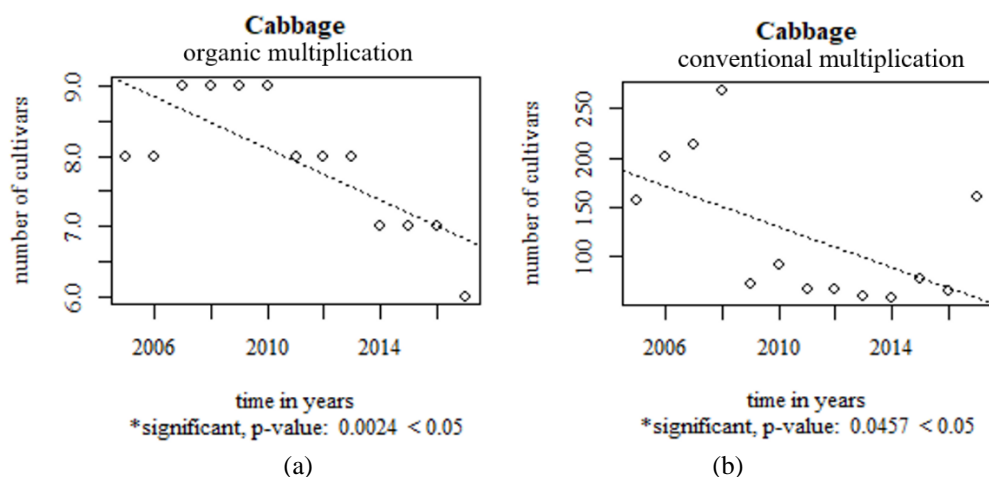 Cabbage
organic multiplication
number of cultivars
9.0
8.0
7.0
6.0
2006 2010 2014
time in years
*significant, p-value: 0.0024 < 0.05
(a)
Cabbage
conventional multiplication
number of cultivars
250
200
150
100
2006 2010 2014
time in years
*significant, p-value: 0.0457 < 0.05
(b)